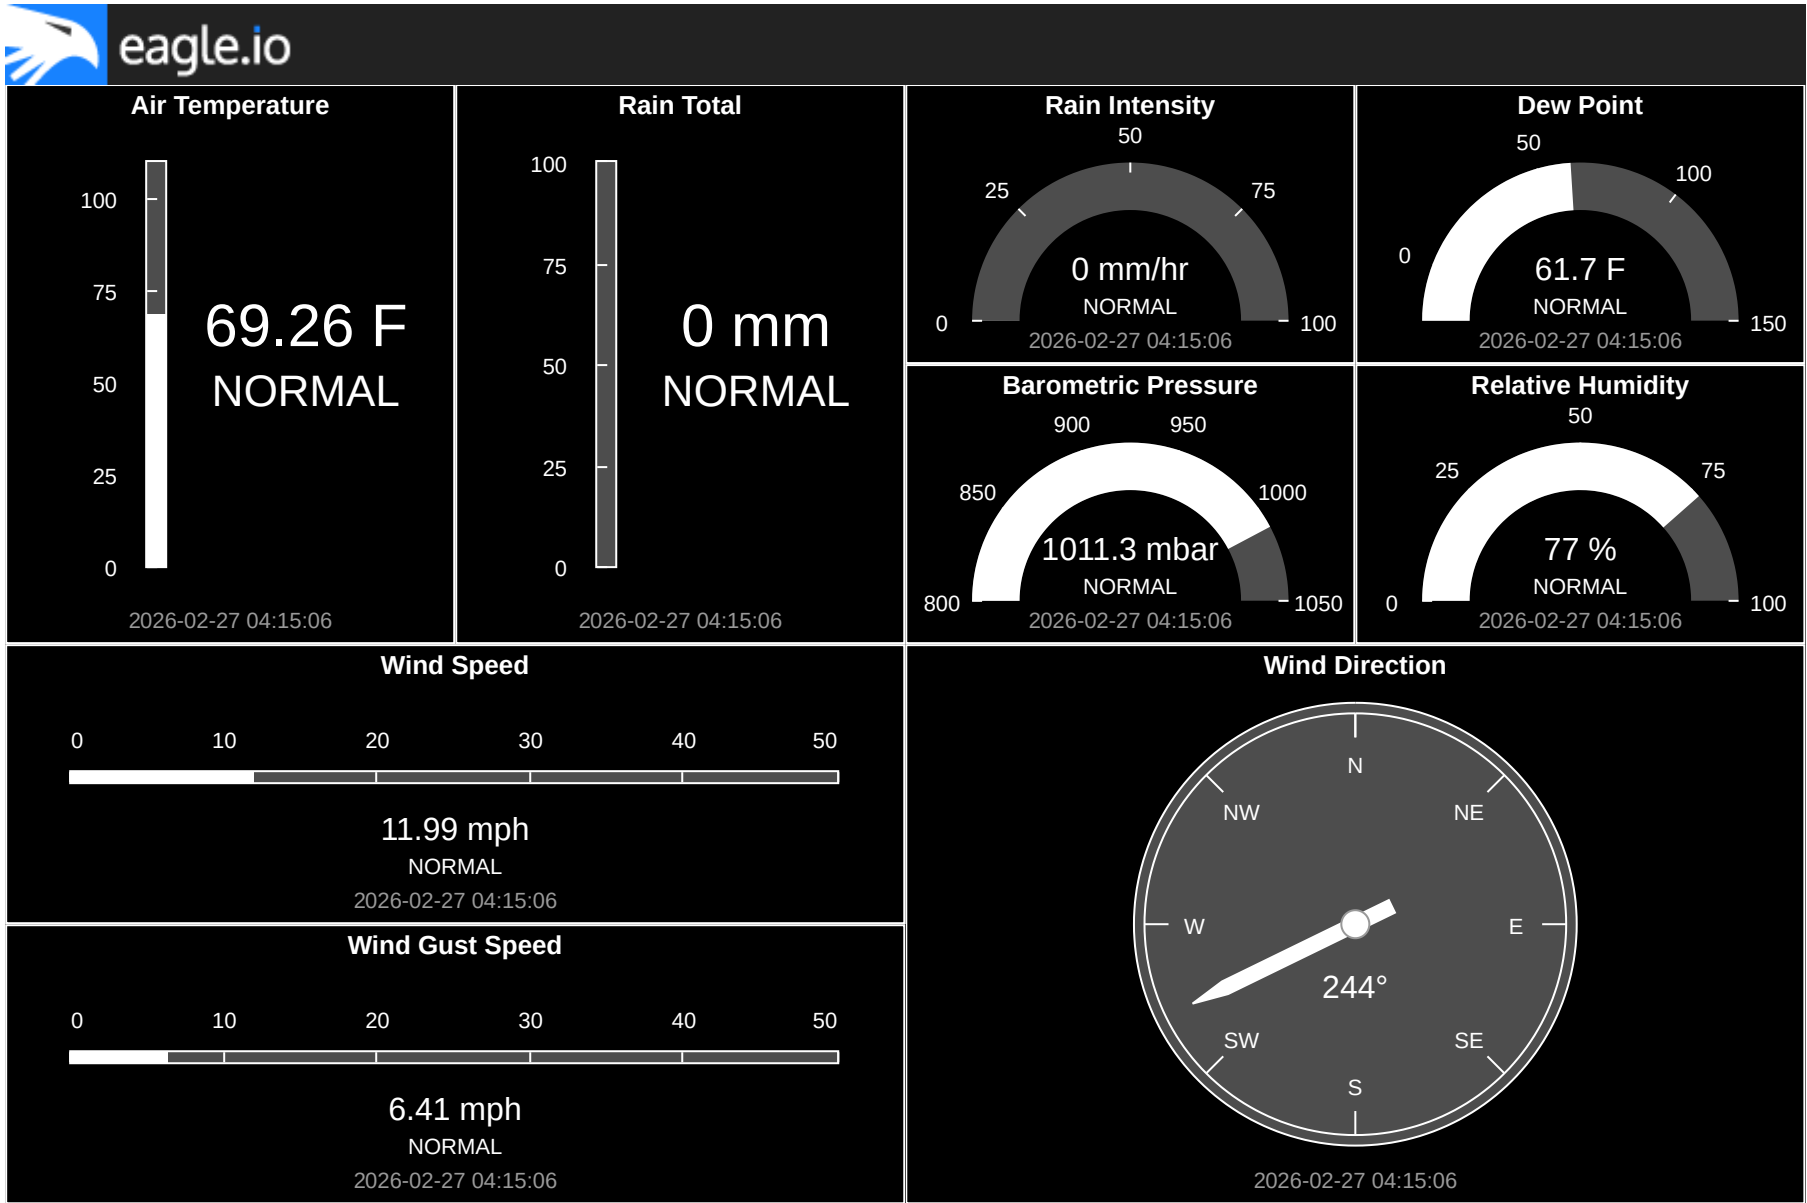 eagle.io
Air Temperature
100
75
50
25
0
69.26 F
NORMAL
2026-02-27 04:15:06
Rain Total
100
75
50
25
0
0 mm
NORMAL
2026-02-27 04:15:06
Rain Intensity
50
25
75
0
100
0 mm/hr
NORMAL
2026-02-27 04:15:06
Dew Point
50
100
0
150
61.7 F
NORMAL
2026-02-27 04:15:06
Barometric Pressure
900
950
850
1000
800
1050
1011.3 mbar
NORMAL
2026-02-27 04:15:06
Relative Humidity
50
25
75
0
100
77 %
NORMAL
2026-02-27 04:15:06
Wind Speed
0 10 20 30 40 50
11.99 mph
NORMAL
2026-02-27 04:15:06
Wind Gust Speed
0 10 20 30 40 50
6.41 mph
NORMAL
2026-02-27 04:15:06
Wind Direction
N
NW NE
W E
244°
SW SE
S
2026-02-27 04:15:06